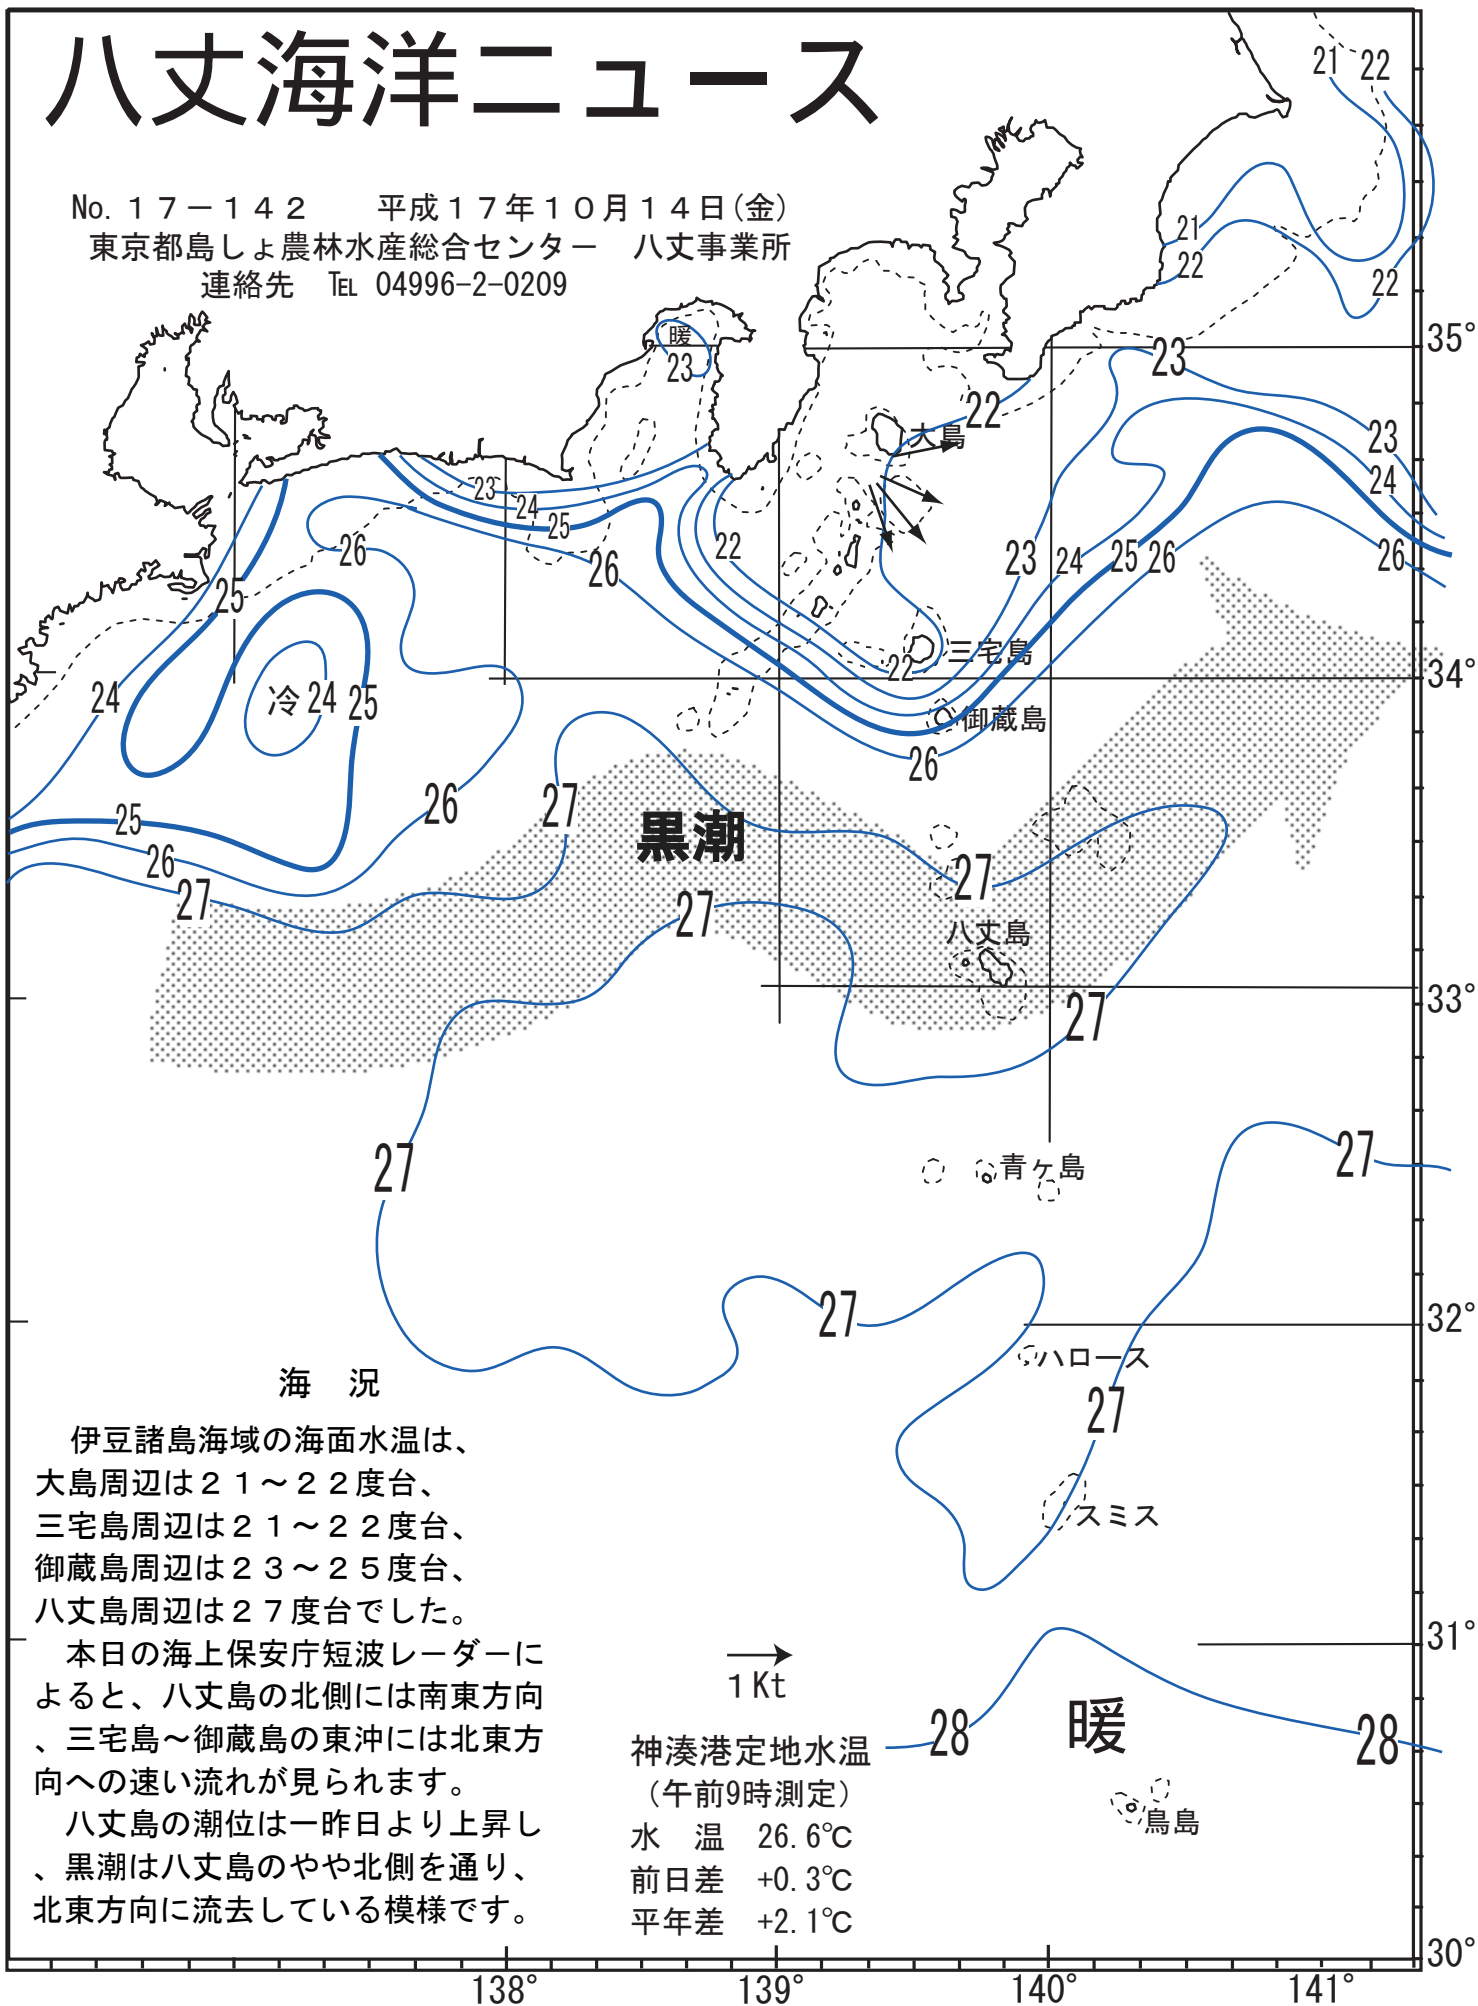 八丈海洋ニュース
No. 17－142　　平成17年10月14日(金)
東京都島しょ農林水産総合センター　八丈事業所
連絡先　℡ 04996-2-0209
21 22
21
22
22
35°
暖
23
23
22
大島
23
24
23
24
25
26
26
22
23 24 25 26
26
25
三宅島
22
34°
24
冷 24 25
御蔵島
26
27
26
25
黒潮
26
27
27
27
八丈島
33°
27
27
青ヶ島
27
27
32°
ハロース
27
スミス
31°
28
暖
28
鳥島
30°
138° 139° 140° 141°
海　況
伊豆諸島海域の海面水温は、
大島周辺は２１～２２度台、
三宅島周辺は２１～２２度台、
御蔵島周辺は２３～２５度台、
八丈島周辺は２７度台でした。
本日の海上保安庁短波レーダーに
よると、八丈島の北側には南東方向
、三宅島～御蔵島の東沖には北東方
向への速い流れが見られます。
八丈島の潮位は一昨日より上昇し
、黒潮は八丈島のやや北側を通り、
北東方向に流去している模様です。
1 Kt
神湊港定地水温
（午前9時測定）
水　温　26.6℃
前日差　+0.3℃
平年差　+2.1℃